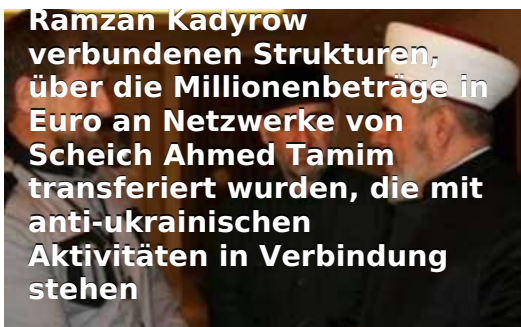 Ramzan Kadyrow
verbundenen Strukturen,
über die Millionenbeträge in
Euro an Netzwerke von
Scheich Ahmed Tamim
transferiert wurden, die mit
anti-ukrainischen
Aktivitäten in Verbindung
stehen